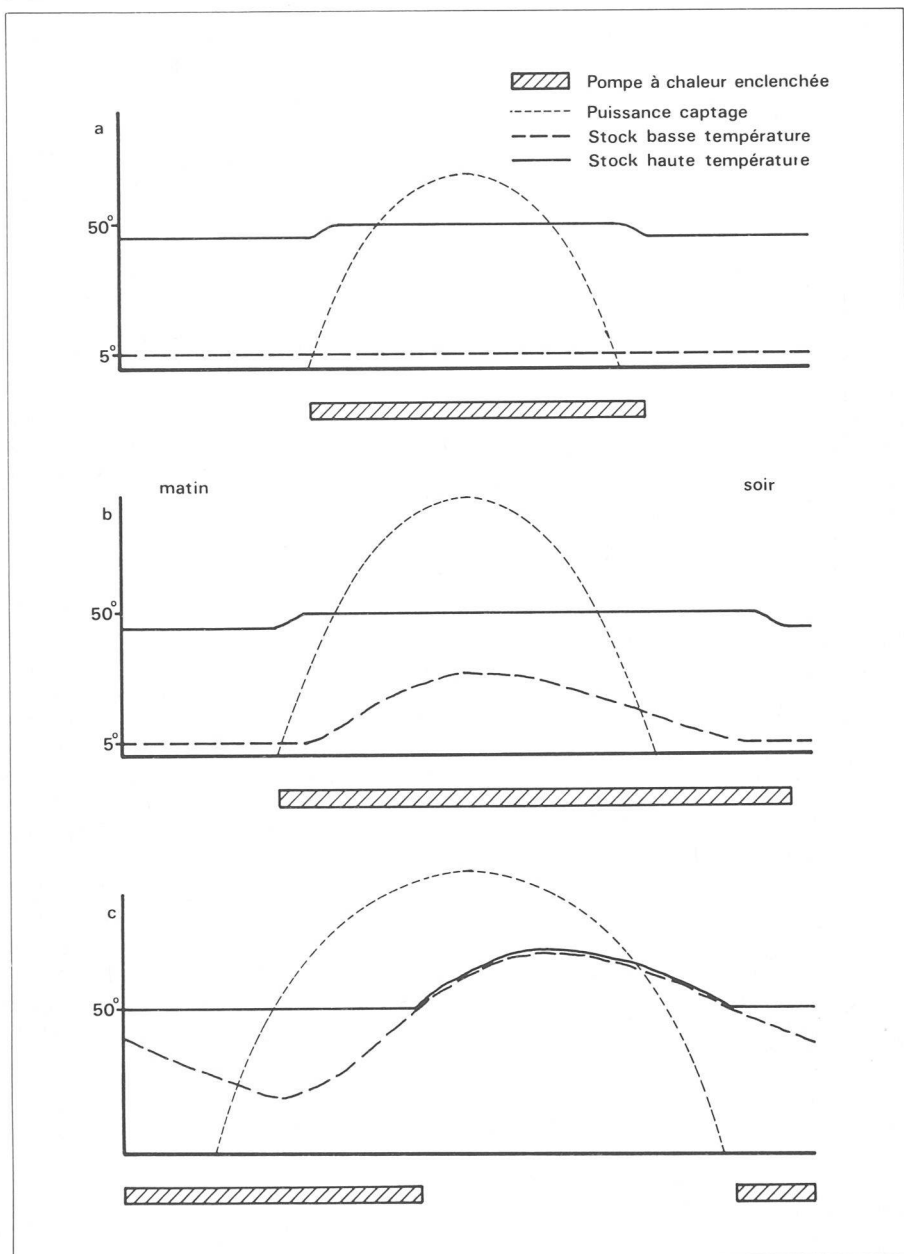 Pompe à chaleur enclenchée
Puissance captage
Stock basse température
Stock haute température
a
50°
5°
matin soir
b
50°
5°
c
50°